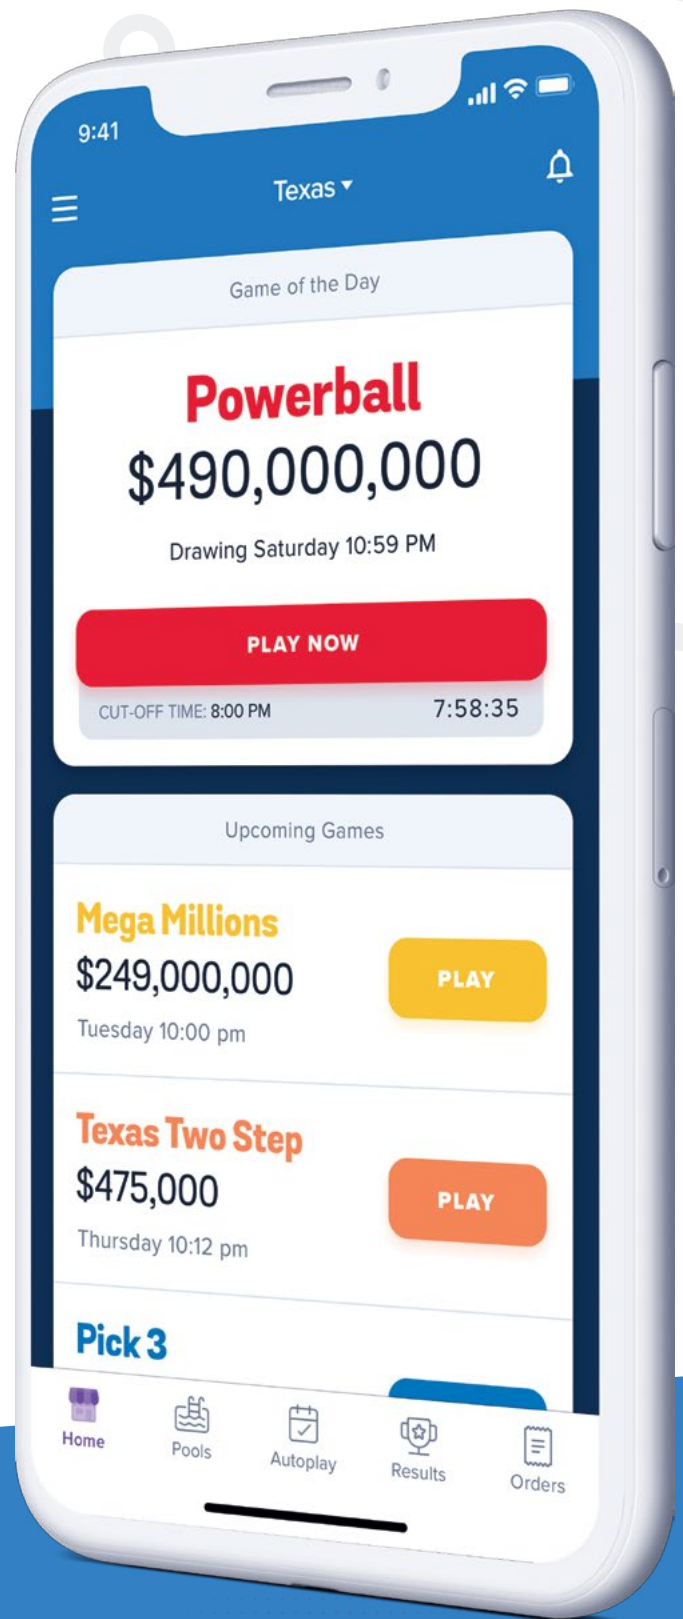 9:41
Texas
Game of the Day
Powerball
$490,000,000
Drawing Saturday 10:59 PM
PLAY NOW
CUT-OFF TIME: 8:00 PM 7:58:35
Upcoming Games
Mega Millions
$249,000,000
PLAY
Tuesday 10:00 pm
Texas Two Step
$475,000
PLAY
Thursday 10:12 pm
Pick 3
Home Pools Autoplay Results Orders